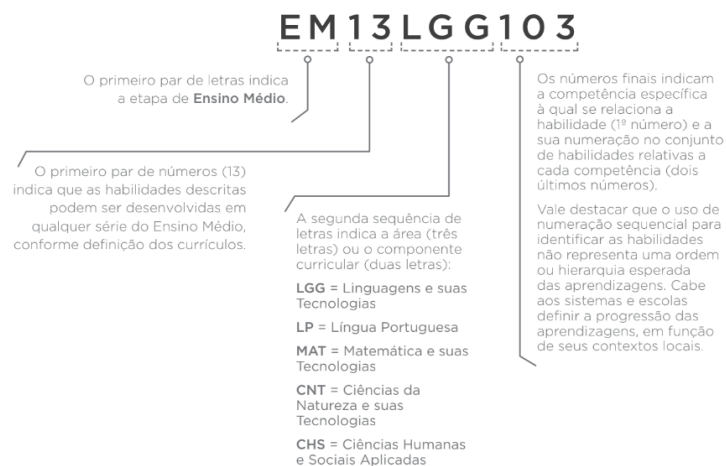 EM13LGG103
O primeiro par de letras indica
a etapa de Ensino Médio.
O primeiro par de números (13)
indica que as habilidades descritas
podem ser desenvolvidas em
qualquer série do Ensino Médio,
conforme definição dos currículos.
A segunda sequência de
letras indica a área (três
letras) ou o componente
curricular (duas letras):
LGG = Linguagens e suas
Tecnologias
LP = Língua Portuguesa
MAT = Matemática e suas
Tecnologias
CNT = Ciências da
Natureza e suas
Tecnologias
CHS = Ciências Humanas
e Sociais Aplicadas
Os números finais indicam
a competência específica
à qual se relaciona a
habilidade (1º número) e a
sua numeração no conjunto
de habilidades relativas a
cada competência (dois
últimos números).
Vale destacar que o uso de
numeração sequencial para
identificar as habilidades
não representa uma ordem
ou hierarquia esperada
das aprendizagens. Cabe
aos sistemas e escolas
definir a progressão das
aprendizagens, em função
de seus contextos locais.